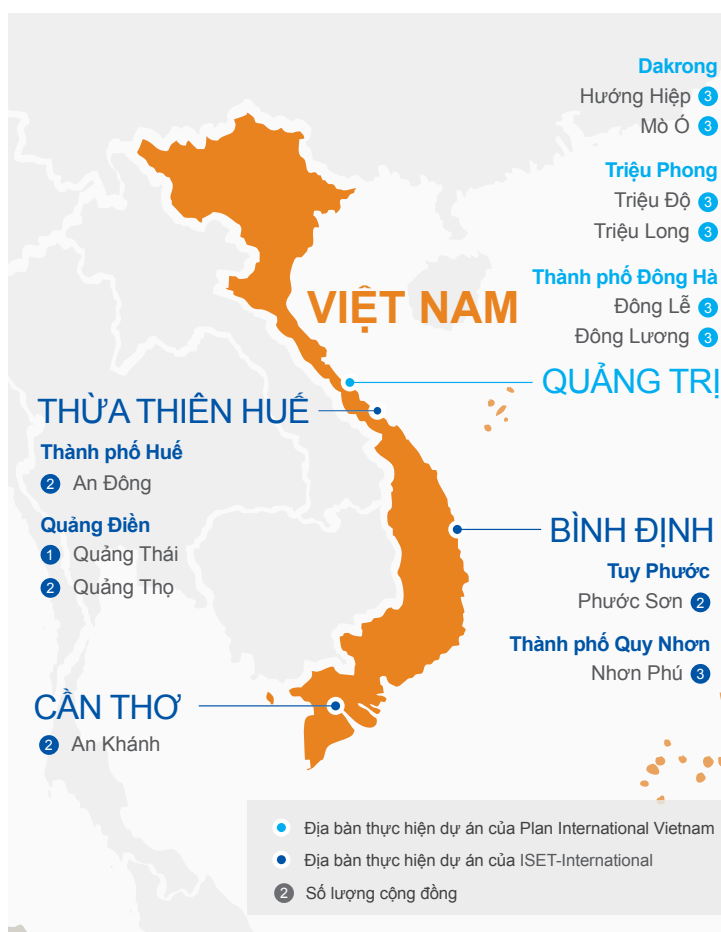 Dakrong
Hướng Hiệp 3
Mò Ó 3
Triệu Phong
Triệu Độ 3
Triệu Long 3
Thành phố Đông Hà
Đông Lễ 3
Đông Lương 3
VIỆT NAM
QUẢNG TRỊ
THỪA THIÊN HUẾ
Thành phố Huế
2 An Đông
Quảng Điền
1 Quảng Thái
2 Quảng Thọ
BÌNH ĐỊNH
Tuy Phước
Phước Sơn 2
Thành phố Quy Nhơn
Nhơn Phú 3
CẦN THƠ
2 An Khánh
Địa bàn thực hiện dự án của Plan International Vietnam
Địa bàn thực hiện dự án của ISET-International
2 Số lượng cộng đồng